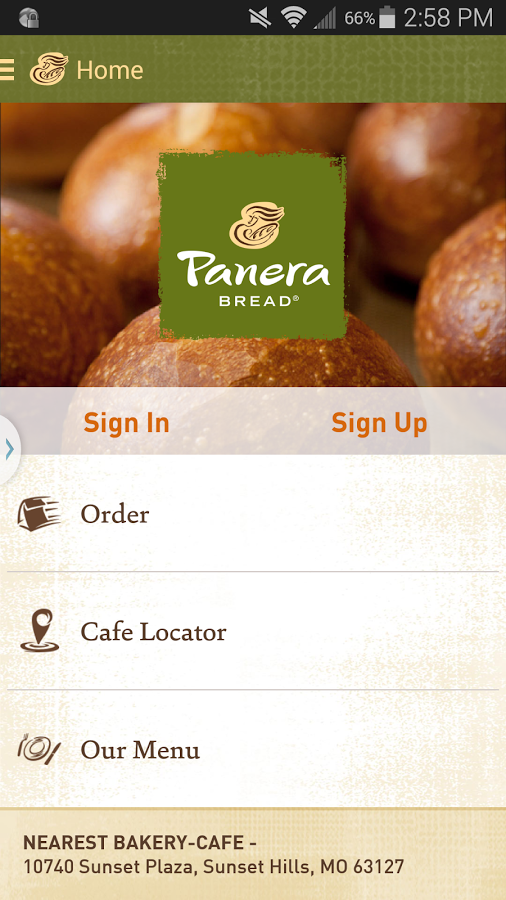 66% 2:58 PM
Home
Panera
BREAD®
Sign In Sign Up
Order
Cafe Locator
Our Menu
NEAREST BAKERY-CAFE -
10740 Sunset Plaza, Sunset Hills, MO 63127